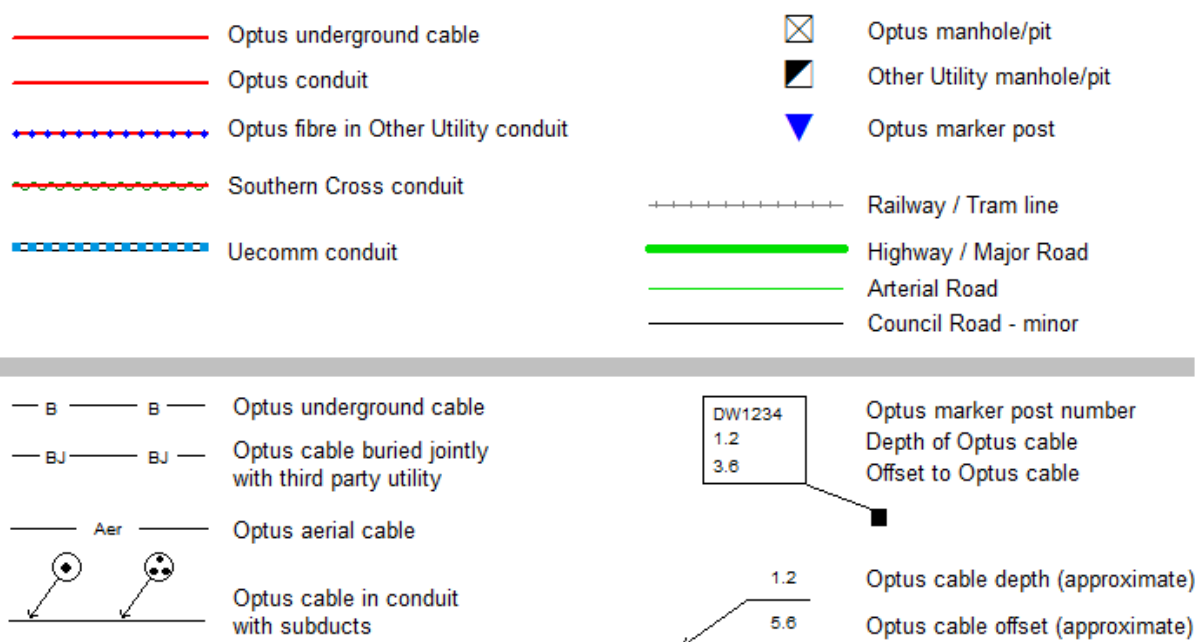 Optus underground cable
Optus conduit
Optus fibre in Other Utility conduit
Southern Cross conduit
Uecomm conduit
Optus manhole/pit
Other Utility manhole/pit
Optus marker post
Railway / Tram line
Highway / Major Road
Arterial Road
Council Road - minor
B B Optus underground cable
BJ BJ Optus cable buried jointly
with third party utility
Aer Optus aerial cable
Optus cable in conduit
with subducts
DW1234 Optus marker post number
1.2 Depth of Optus cable
3.6 Offset to Optus cable
1.2 Optus cable depth (approximate)
5.6 Optus cable offset (approximate)